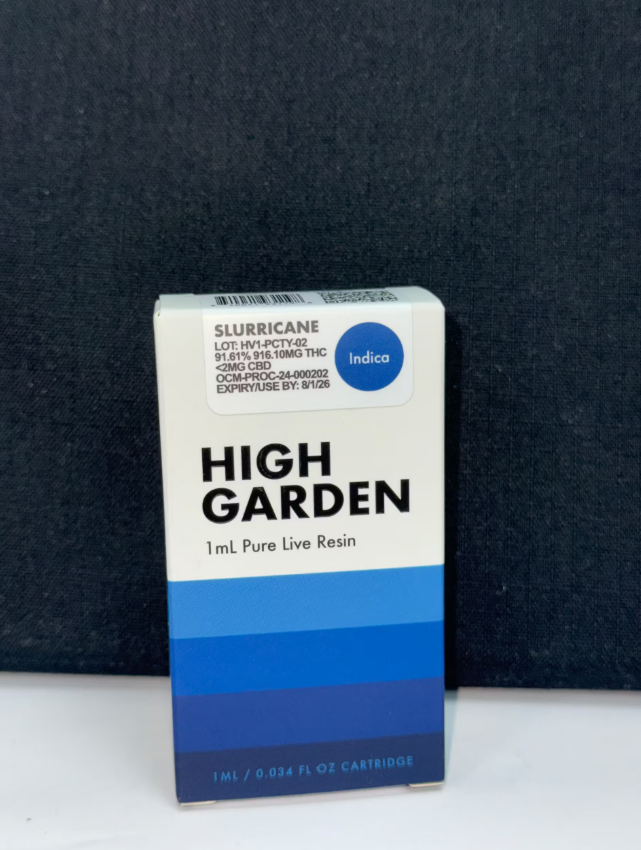 SLURRICANE
LOT: HV1-PCTY-02
91.61% 916.10MG THC
<2MG CBD
OCM-PROC-24-000202
EXPIRY/USE BY: 8/1/26
Indica
HIGH
GARDEN
1mL Pure Live Resin
1ML / 0.034 FL OZ CARTRIDGE